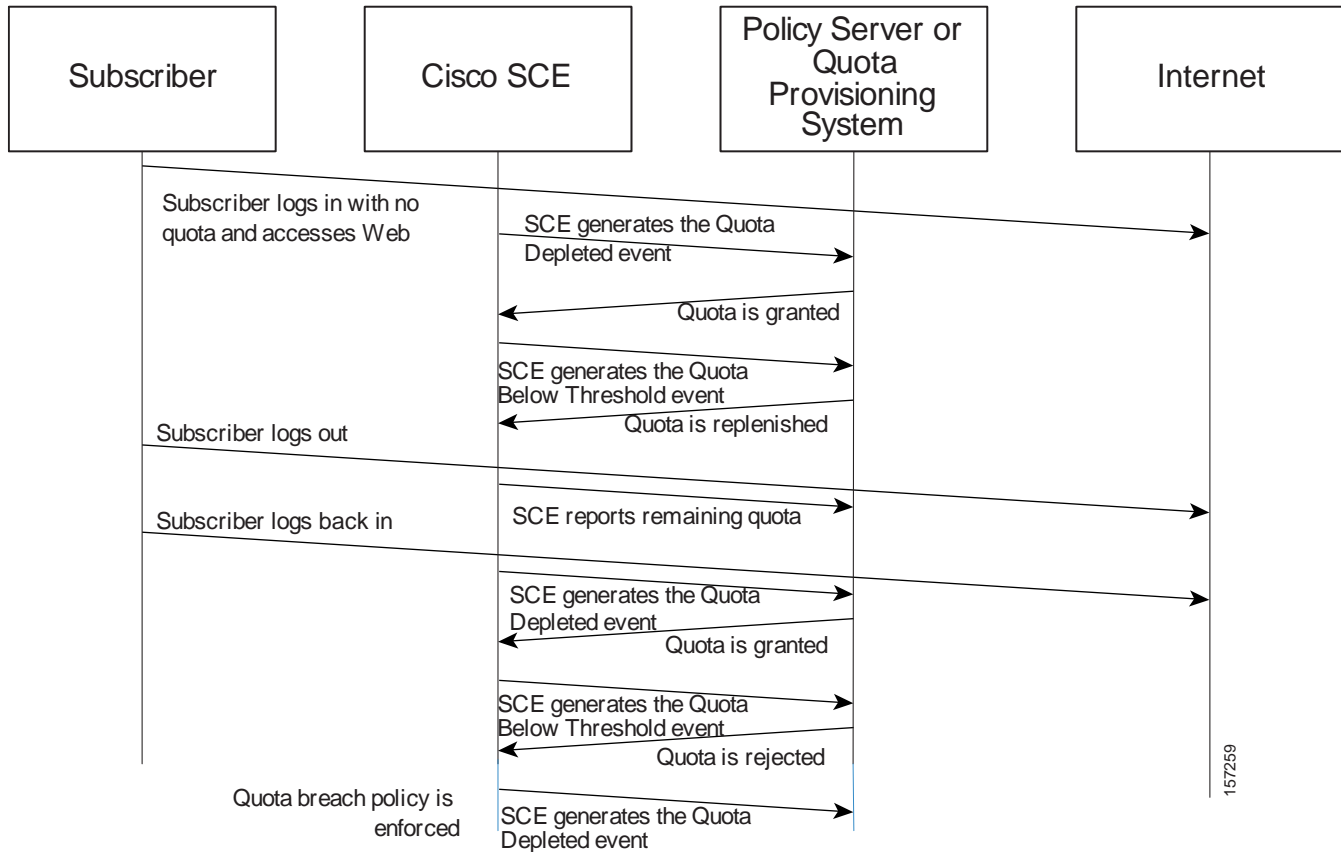 Subscriber
Cisco SCE
Policy Server or
Quota
Provisioning
System
Internet
Subscriber logs in with no
quota and accesses Web
SCE generates the Quota
Depleted event
Quota is granted
SCE generates the Quota
Below Threshold event
Quota is replenished
Subscriber logs out
SCE reports remaining quota
Subscriber logs back in
SCE generates the Quota
Depleted event
Quota is granted
SCE generates the Quota
Below Threshold event
Quota is rejected
Quota breach policy is
enforced
SCE generates the Quota
Depleted event
157259